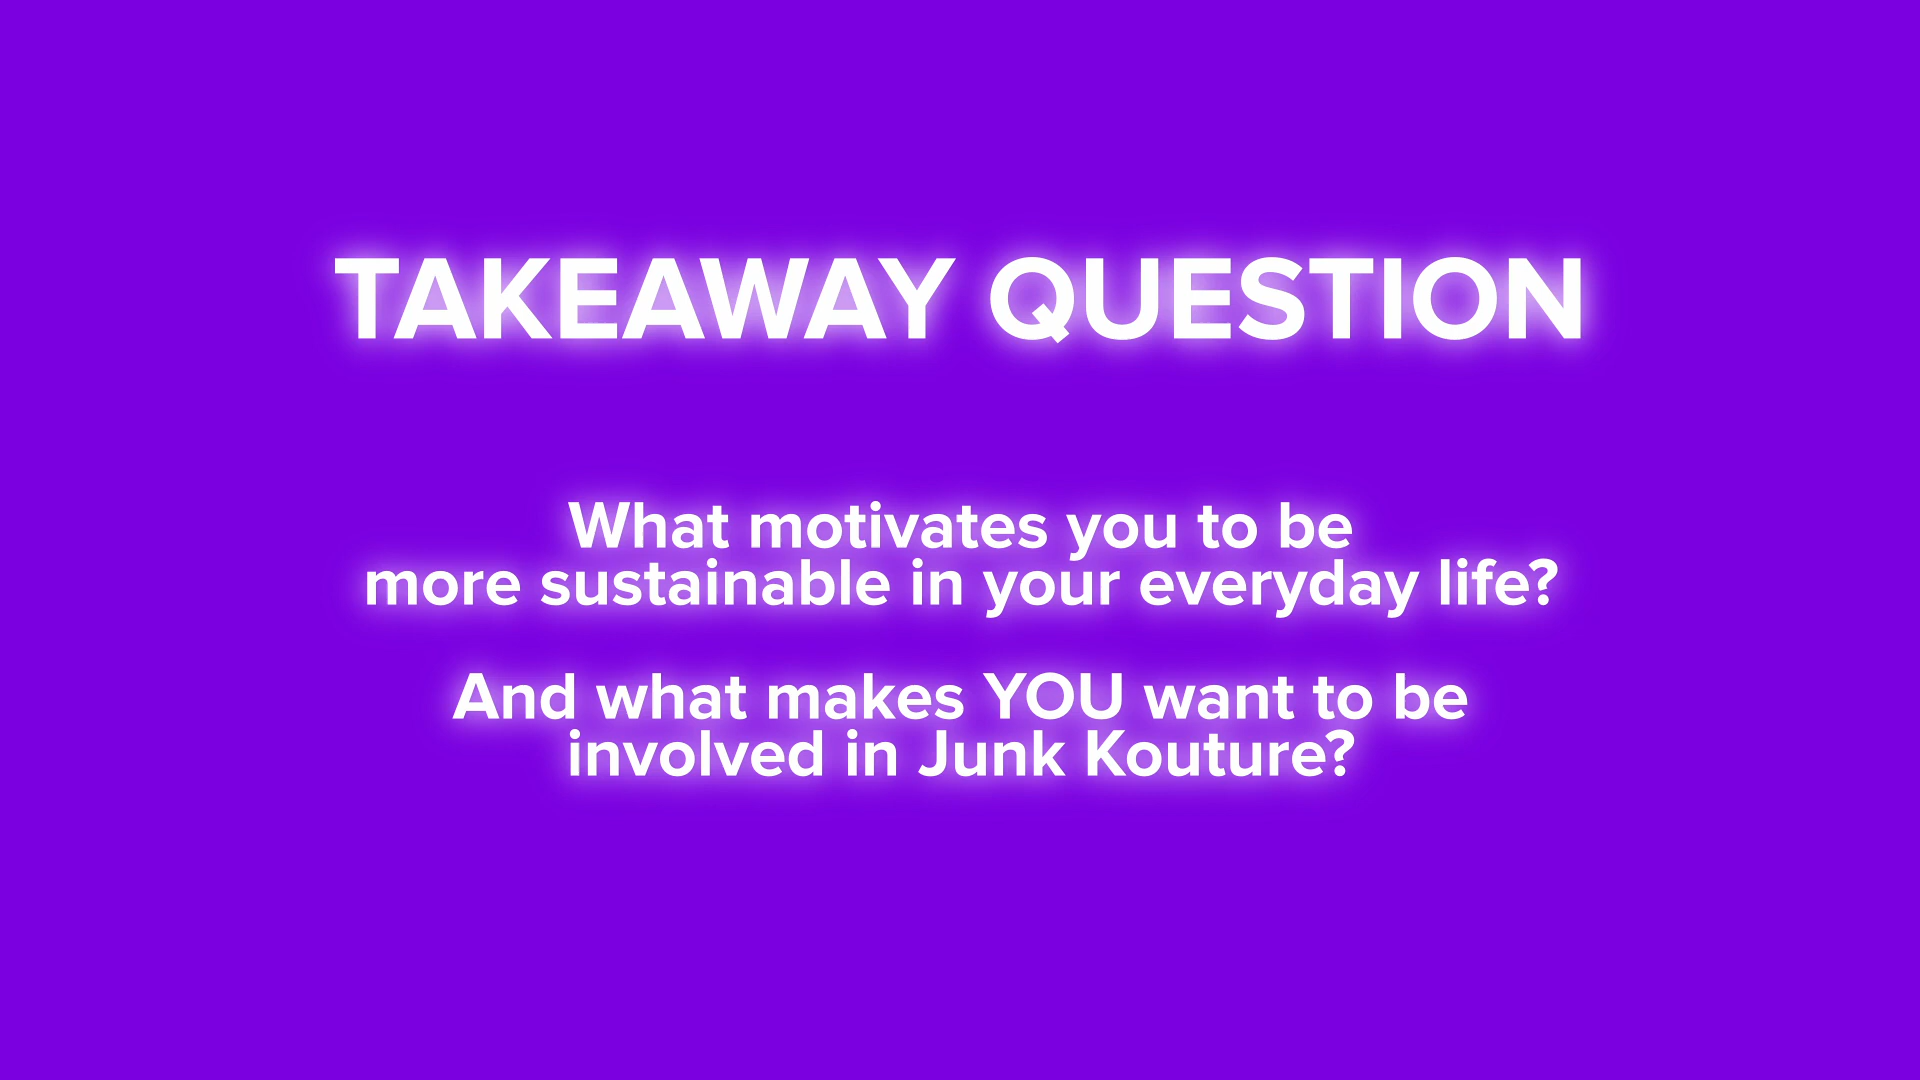 TAKEAWAY QUESTION
What motivates you to be
more sustainable in your everyday life?
And what makes YOU want to be
involved in Junk Kouture?